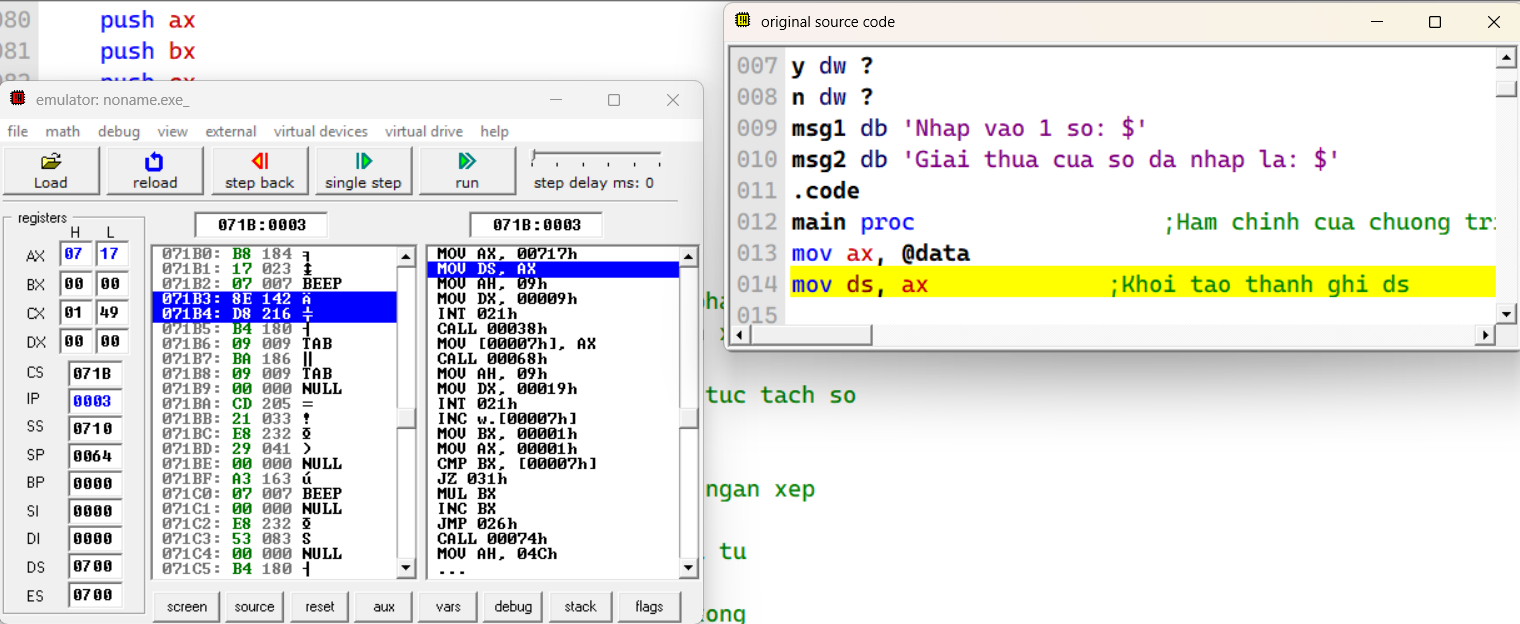 080 push ax
081 push bx
emulator: noname.exe_
file math debug view external virtual devices virtual drive help
Load reload step back single step run step delay ms: 0
registers
H L
AX 07 17
BX 00 00
CX 01 49
DX 00 00
CS 071B
IP 0003
SS 0710
SP 0064
BP 0000
SI 0000
DI 0000
DS 0700
ES 0700
071B:0003
071B0: B8 184 ╕
071B1: 17 023 ↨
071B2: 07 007 BEEP
071B3: 8E 142 Ä
071B4: D8 216 ╪
071B5: B4 180 ┤
071B6: 09 009 TAB
071B7: BA 186 ║
071B8: 09 009 TAB
071B9: 00 000 NULL
071BA: CD 205 =
071BB: 21 033 !
071BC: E8 232 Φ
071BD: 29 041 )
071BE: 00 000 NULL
071BF: A3 163 ú
071C0: 07 007 BEEP
071C1: 00 000 NULL
071C2: E8 232 Φ
071C3: 53 083 S
071C4: 00 000 NULL
071C5: B4 180 ┤
071B:0003
MOV AX, 00717h
MOV DS, AX
MOV AH, 09h
MOV DX, 00009h
INT 021h
CALL 00038h
MOV [00007h], AX
CALL 00068h
MOV AH, 09h
MOV DX, 00019h
INT 021h
INC w.[00007h]
MOV BX, 00001h
MOV AX, 00001h
CMP BX, [00007h]
JZ 031h
MUL BX
INC BX
JMP 026h
CALL 00074h
MOV AH, 04Ch
...
screen source reset aux vars debug stack flags
original source code
007 y dw ?
008 n dw ?
009 msg1 db 'Nhap vao 1 so: $'
010 msg2 db 'Giai thua cua so da nhap la: $'
011 .code
012 main proc ;Ham chinh cua chuong tr
013 mov ax, @data
014 mov ds, ax ;Khoi tao thanh ghi ds
015
tuc tach so
ngan xep
tu
ong